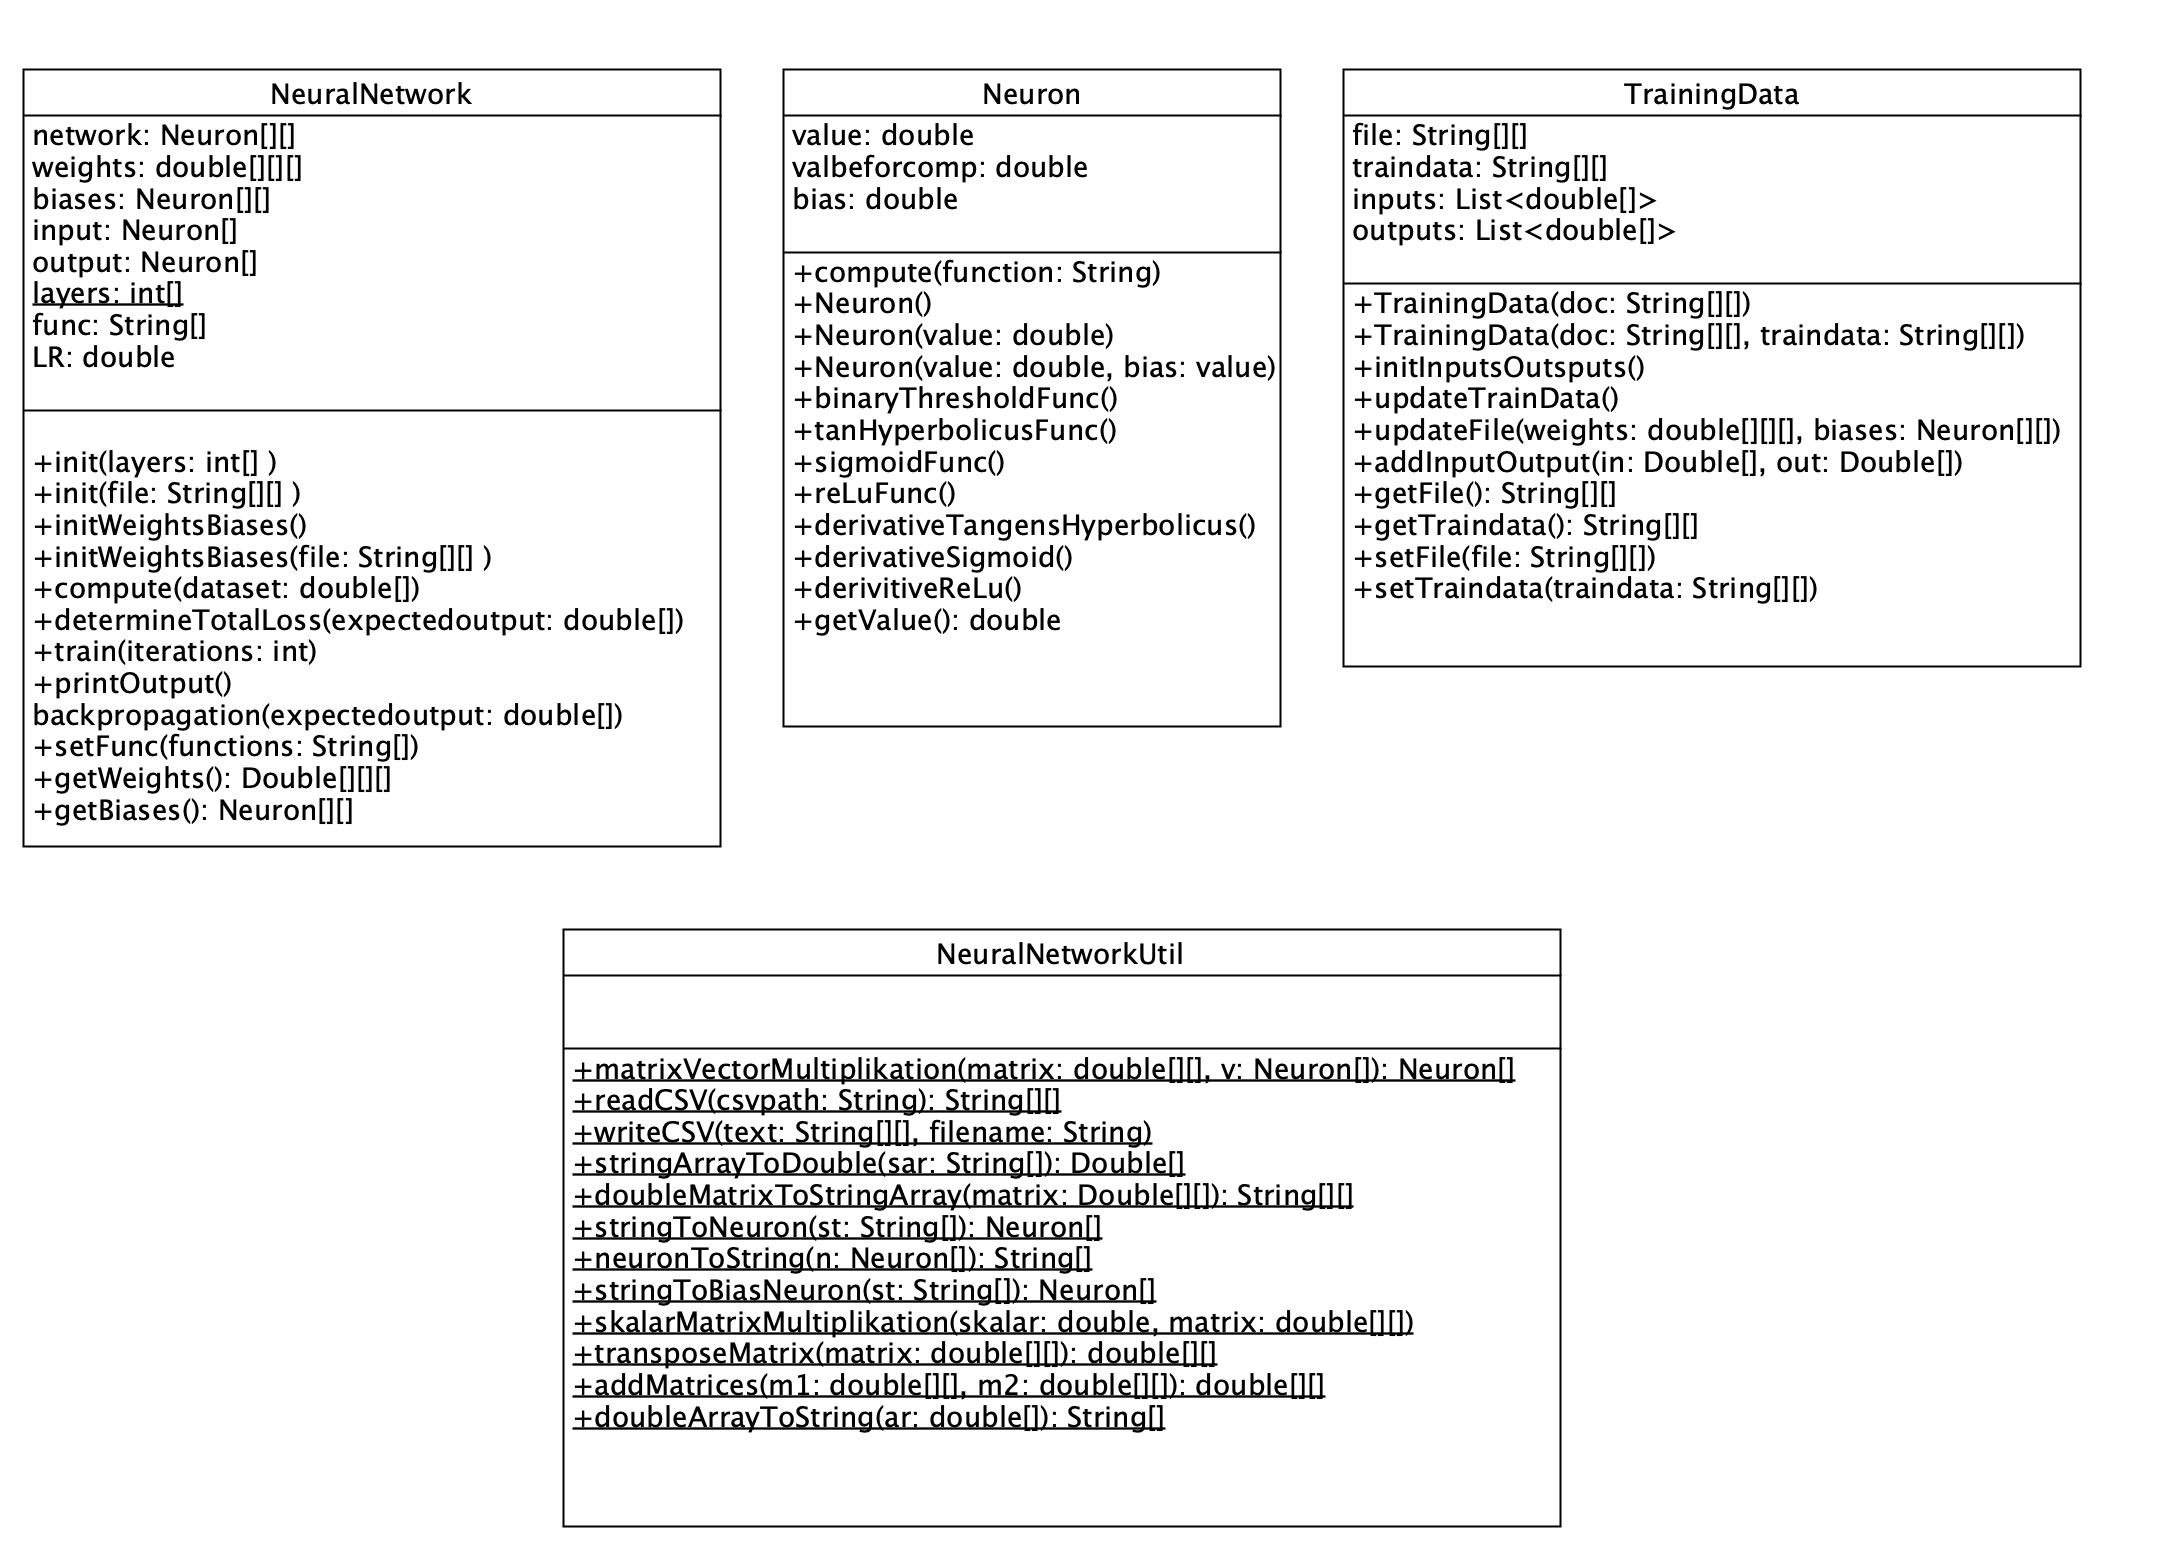 NeuralNetwork
network: Neuron[][]
weights: double[][][]
biases: Neuron[][]
input: Neuron[]
output: Neuron[]
layers: int[]
func: String[]
LR: double
+init(layers: int[] )
+init(file: String[][] )
+initWeightsBiases()
+initWeightsBiases(file: String[][] )
+compute(dataset: double[])
+determineTotalLoss(expectedoutput: double[])
+train(iterations: int)
+printOutput()
backpropagation(expectedoutput: double[])
+setFunc(functions: String[])
+getWeights(): Double[][][]
+getBiases(): Neuron[][]
Neuron
value: double
valbeforcomp: double
bias: double
+compute(function: String)
+Neuron()
+Neuron(value: double)
+Neuron(value: double, bias: value)
+binaryThresholdFunc()
+tanHyperbolicusFunc()
+sigmoidFunc()
+reLuFunc()
+derivativeTangensHyperbolicus()
+derivativeSigmoid()
+derivitiveReLu()
+getValue(): double
TrainingData
file: String[][]
traindata: String[][]
inputs: List<double[]>
outputs: List<double[]>
+TrainingData(doc: String[][])
+TrainingData(doc: String[][], traindata: String[][])
+initInputsOutsputs()
+updateTrainData()
+updateFile(weights: double[][][], biases: Neuron[][])
+addInputOutput(in: Double[], out: Double[])
+getFile(): String[][]
+getTraindata(): String[][]
+setFile(file: String[][])
+setTraindata(traindata: String[][])
NeuralNetworkUtil
+matrixVectorMultiplikation(matrix: double[][], v: Neuron[]): Neuron[]
+readCSV(csvpath: String): String[][]
+writeCSV(text: String[][], filename: String)
+stringArrayToDouble(sar: String[]): Double[]
+doubleMatrixToStringArray(matrix: Double[][]): String[][]
+stringToNeuron(st: String[]): Neuron[]
+neuronToString(n: Neuron[]): String[]
+stringToBiasNeuron(st: String[]): Neuron[]
+skalarMatrixMultiplikation(skalar: double, matrix: double[][])
+transposeMatrix(matrix: double[][]): double[][]
+addMatrices(m1: double[][], m2: double[][]): double[][]
+doubleArrayToString(ar: double[]): String[]